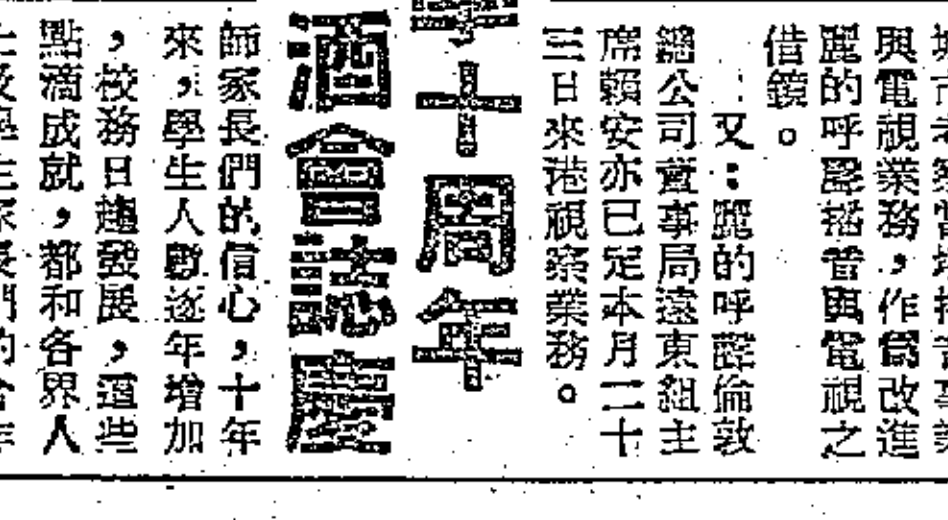 與電視業務,作爲改進
麗的呼聲播音與電視之
借鏡。
又:麗的呼聲倫敦
總公司董事局遠東組主
席賴安亦已定本月二十
三日來港視察業務。
十周年
酒會誌慶
師家長們的信心,十年
來,學生人數逐年增加
,校務日趨發展,這些
點滴成就,都和各界人